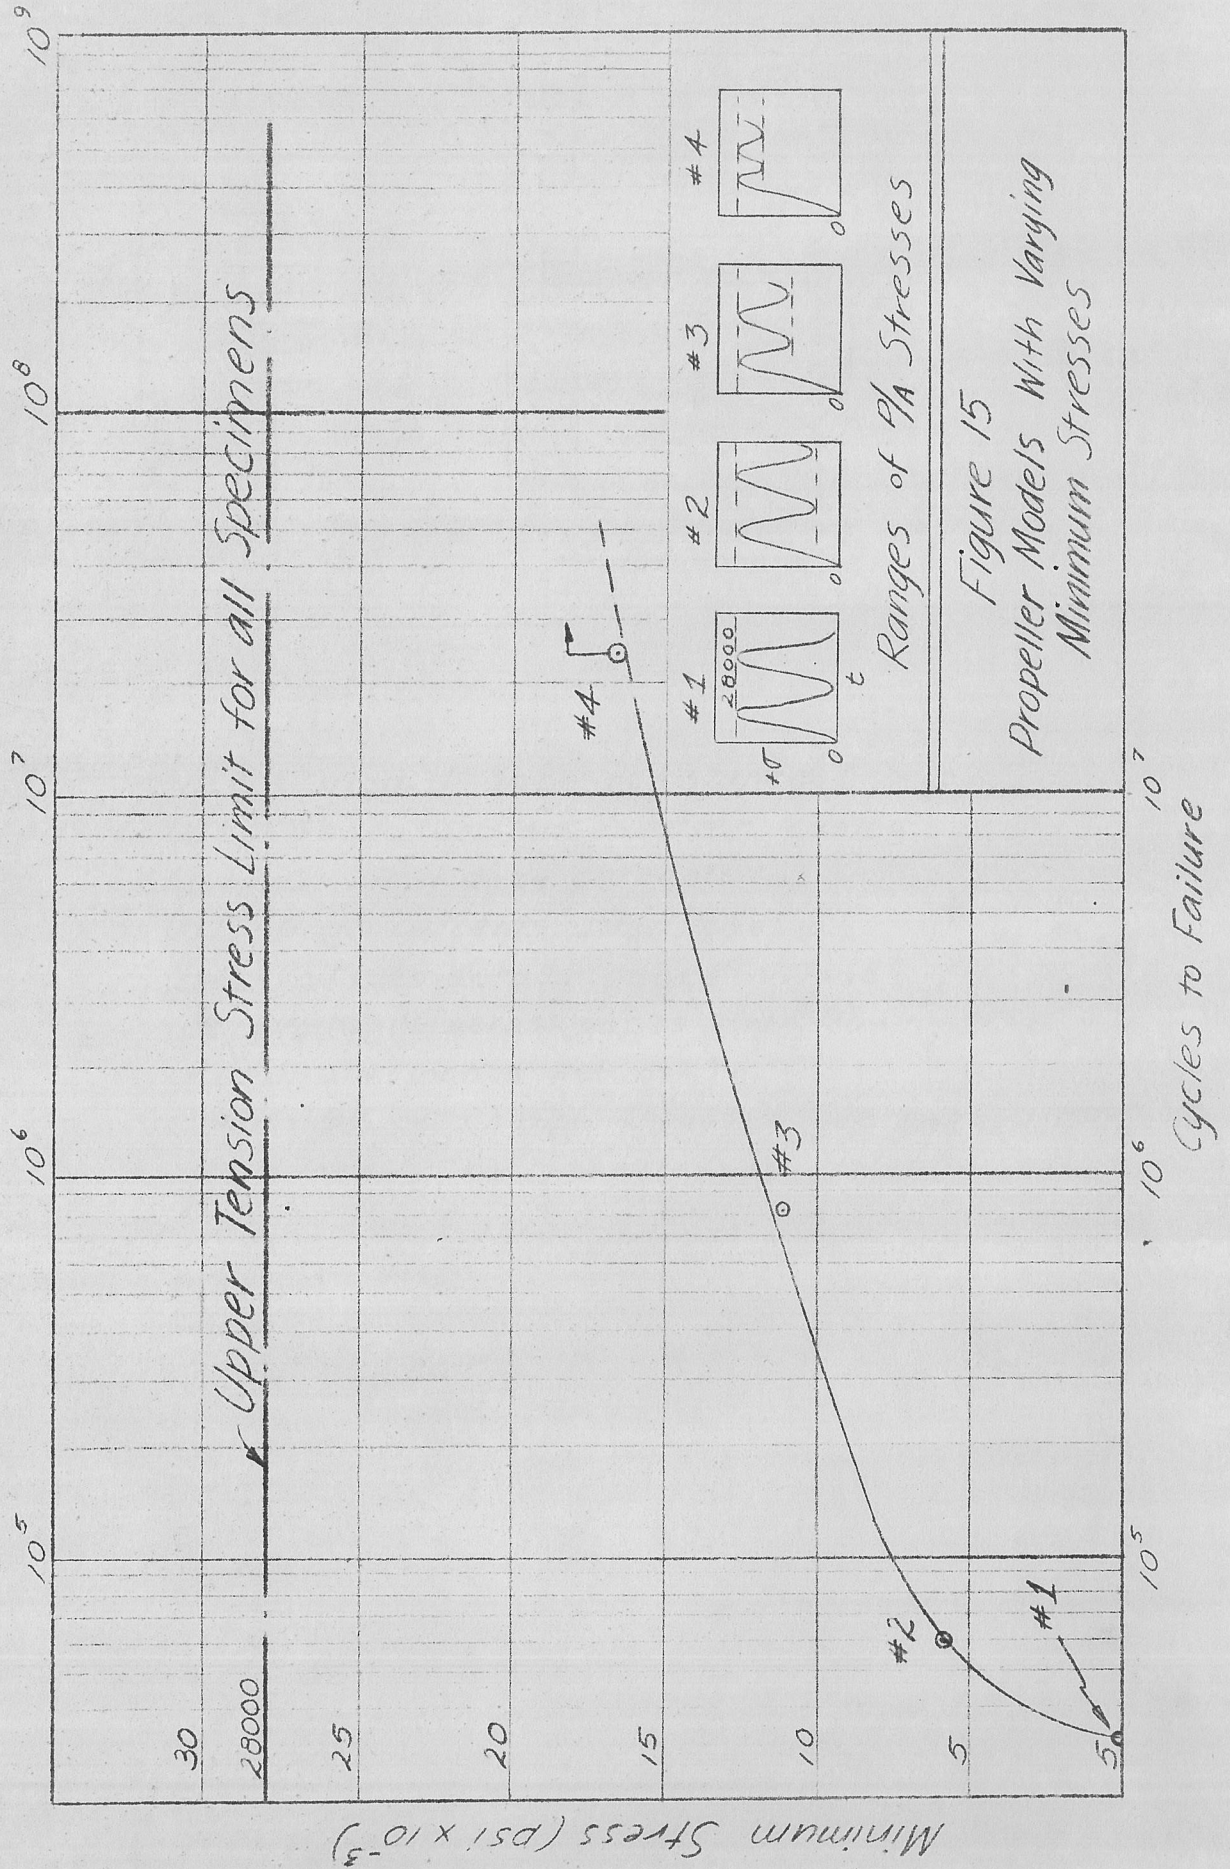 10⁵ 10⁶ 10⁷ 10⁸ 10⁹
30
28000
25
20
15
10
5
5
Minimum Stress (psi x 10⁻³)
Upper Tension Stress Limit for all Specimens
#1
#2
#3
#4
#1 #2 #3 #4
28000
+σ
0 0 0 0
t
Ranges of P/A Stresses
Figure 15
Propeller Models With Varying
Minimum Stresses
10⁵ 10⁶ 10⁷
Cycles to Failure